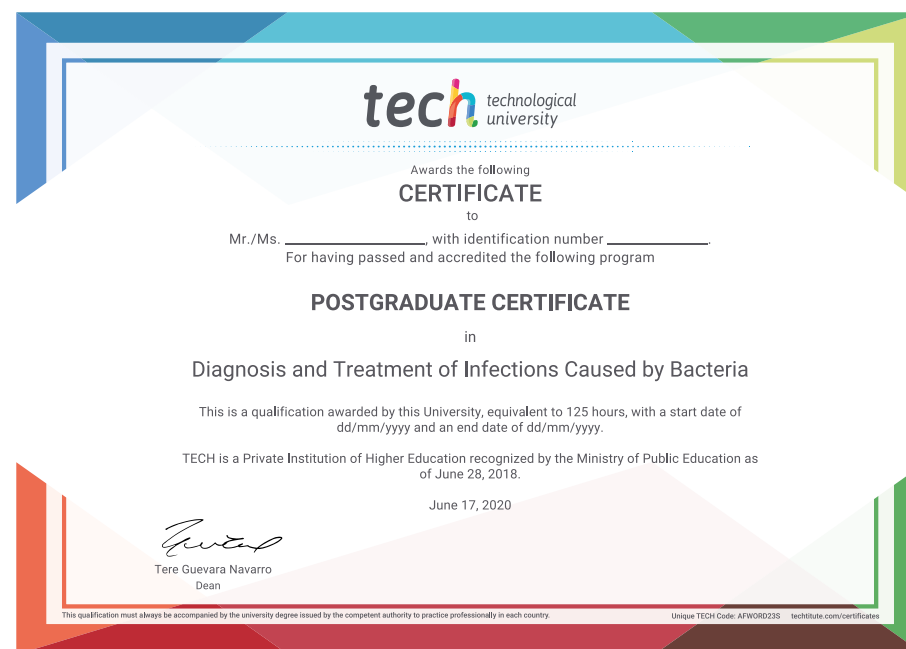 tech technological
university
Awards the following
CERTIFICATE
to
Mr./Ms. ____________________, with identification number ______________.
For having passed and accredited the following program
POSTGRADUATE CERTIFICATE
in
Diagnosis and Treatment of Infections Caused by Bacteria
This is a qualification awarded by this University, equivalent to 125 hours, with a start date of
dd/mm/yyyy and an end date of dd/mm/yyyy.
TECH is a Private Institution of Higher Education recognized by the Ministry of Public Education as
of June 28, 2018.
June 17, 2020
Tere Guevara Navarro
Dean
This qualification must always be accompanied by the university degree issued by the competent authority to practice professionally in each country.
Unique TECH Code: AFWORD23S techtitute.com/certificates